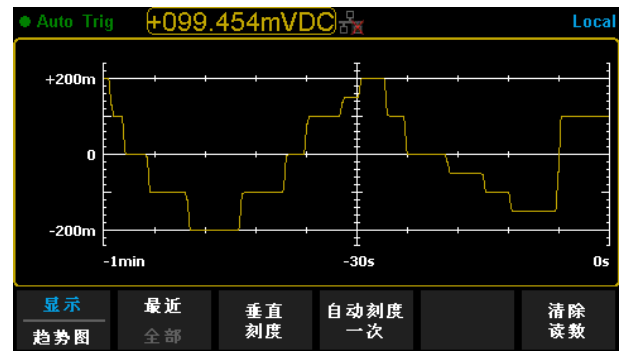 Auto Trig +099.454mVDC Local
+200m
0
-200m
-1min -30s 0s
显示 最近 垂直 自动刻度 清除
趋势图 全部 刻度 一次 读数